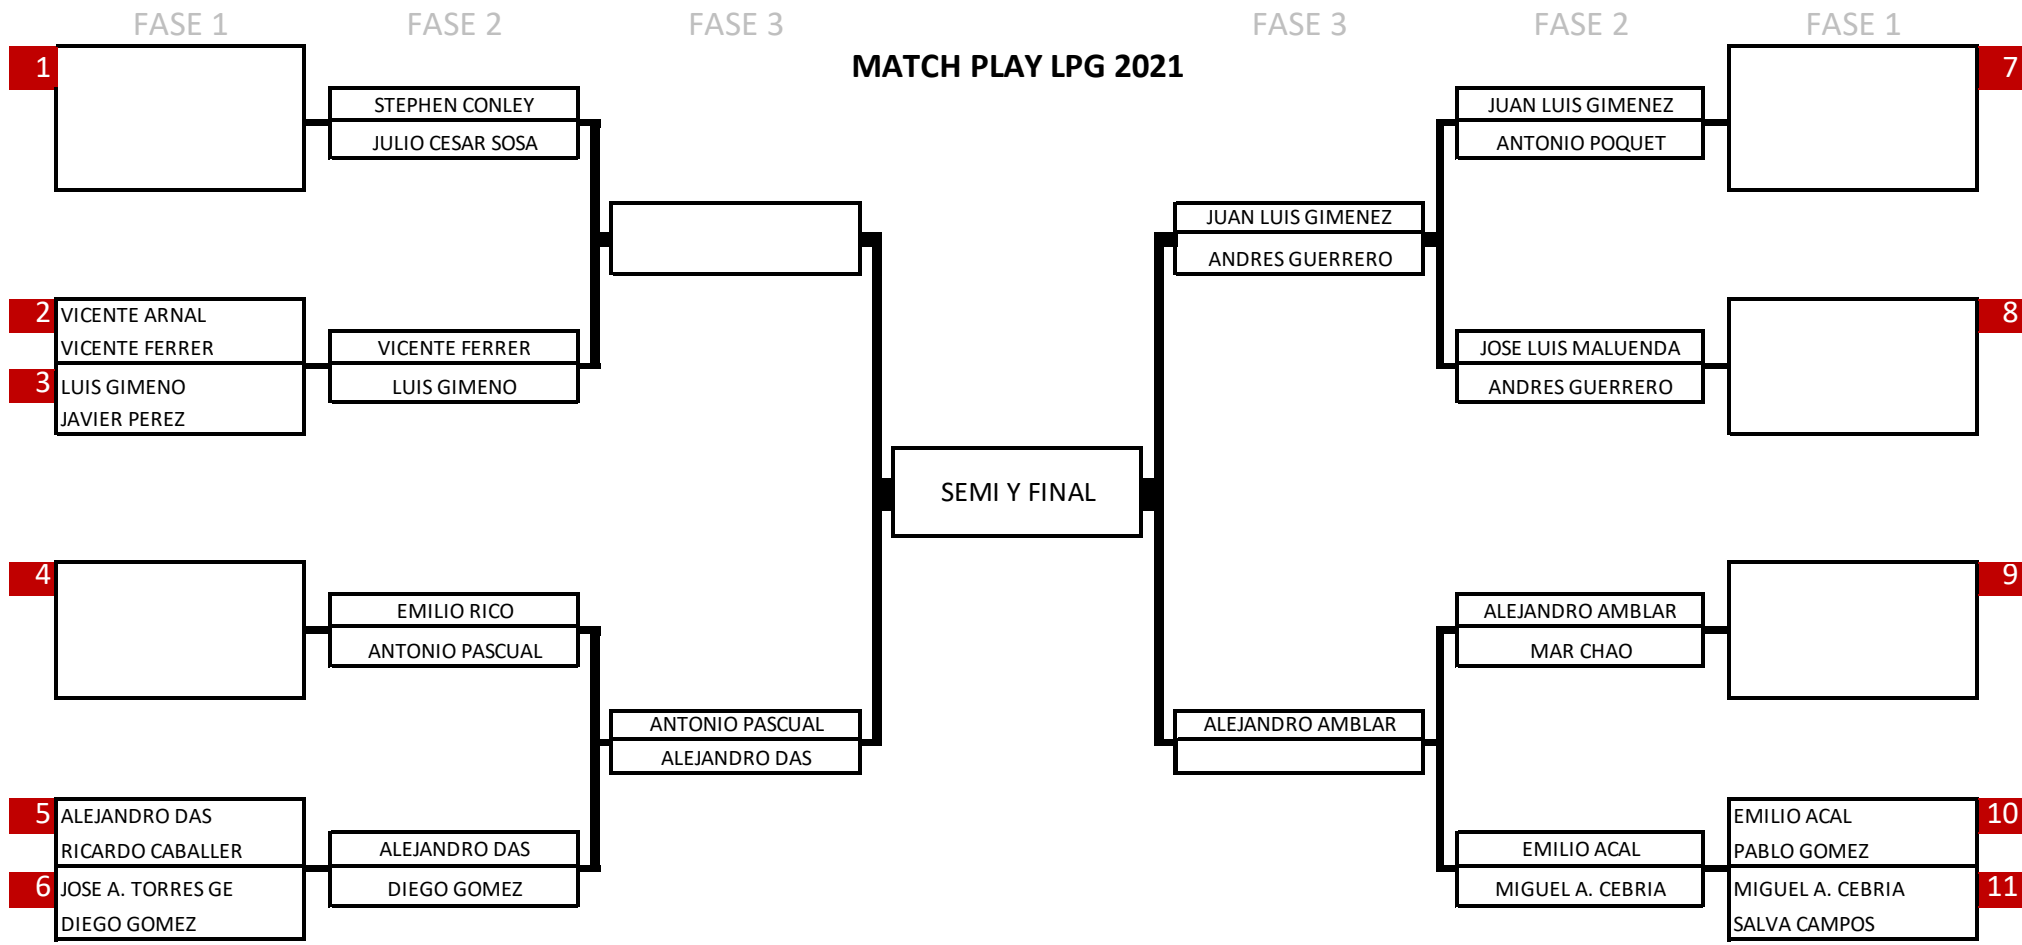 FASE 1
FASE 2
FASE 3
FASE 3
FASE 2
FASE 1
MATCH PLAY LPG 2021
1
STEPHEN CONLEY
JULIO CESAR SOSA
2
VICENTE ARNAL
VICENTE FERRER
3
LUIS GIMENO
JAVIER PEREZ
VICENTE FERRER
LUIS GIMENO
4
EMILIO RICO
ANTONIO PASCUAL
ANTONIO PASCUAL
ALEJANDRO DAS
5
ALEJANDRO DAS
RICARDO CABALLER
6
JOSE A. TORRES GE
DIEGO GOMEZ
ALEJANDRO DAS
DIEGO GOMEZ
SEMI Y FINAL
JUAN LUIS GIMENEZ
ANDRES GUERRERO
JUAN LUIS GIMENEZ
ANTONIO POQUET
7
JOSE LUIS MALUENDA
ANDRES GUERRERO
8
ALEJANDRO AMBLAR
ALEJANDRO AMBLAR
MAR CHAO
9
EMILIO ACAL
MIGUEL A. CEBRIA
EMILIO ACAL
PABLO GOMEZ
10
MIGUEL A. CEBRIA
SALVA CAMPOS
11